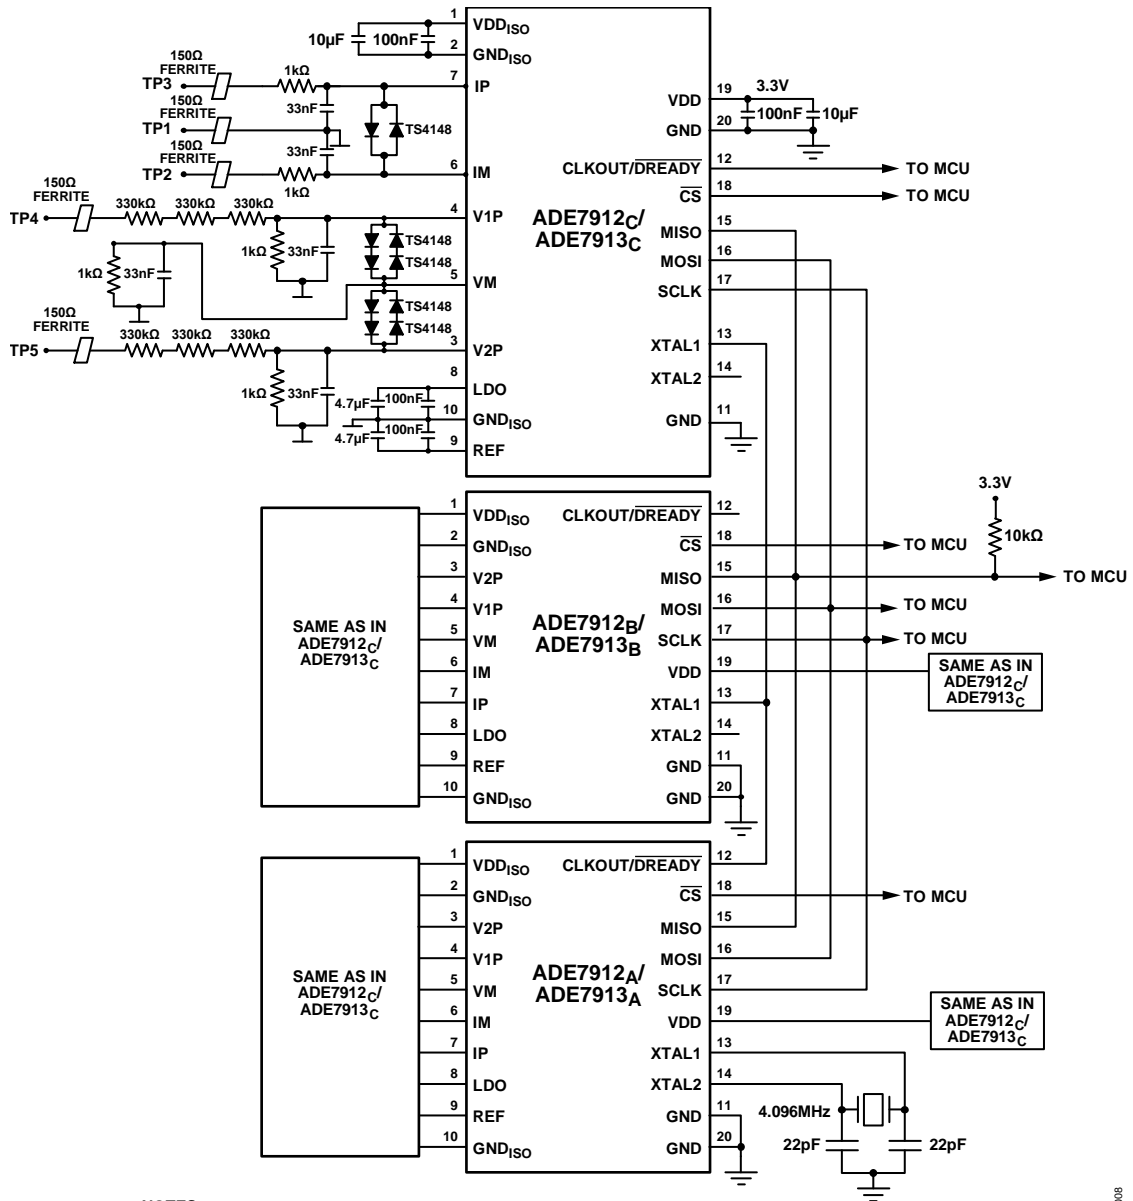 1
VDDISO
10µF
100nF
2
GNDISO
150Ω
FERRITE
1kΩ
7
TP3
IP
150Ω
FERRITE
33nF
TP1
TS4148
150Ω
FERRITE
33nF
6
TP2
IM
1kΩ
150Ω
FERRITE
330kΩ 330kΩ 330kΩ
4
TP4
V1P
1kΩ
33nF
TS4148
TS4148
1kΩ
33nF
5
VM
TS4148
TS4148
150Ω
FERRITE
330kΩ 330kΩ 330kΩ
3
TP5
V2P
1kΩ
33nF
8
LDO
4.7µF
100nF
10
GNDISO
4.7µF
100nF
9
REF
ADE7912C/
ADE7913C
VDD
19
3.3V
100nF
10µF
GND
20
CLKOUT/DREADY
12
TO MCU
CS
18
TO MCU
MISO
15
MOSI
16
SCLK
17
XTAL1
13
XTAL2
14
GND
11
SAME AS IN
ADE7912C/
ADE7913C
1
VDDISO
2
GNDISO
3
V2P
4
V1P
5
VM
6
IM
7
IP
8
LDO
9
REF
10
GNDISO
ADE7912B/
ADE7913B
CLKOUT/DREADY
12
CS
18
TO MCU
3.3V
10kΩ
MISO
15
TO MCU
MOSI
16
TO MCU
SCLK
17
TO MCU
VDD
19
SAME AS IN
ADE7912C/
ADE7913C
XTAL1
13
XTAL2
14
GND
11
GND
20
SAME AS IN
ADE7912C/
ADE7913C
1
VDDISO
2
GNDISO
3
V2P
4
V1P
5
VM
6
IM
7
IP
8
LDO
9
REF
10
GNDISO
ADE7912A/
ADE7913A
CLKOUT/DREADY
12
CS
18
TO MCU
MISO
15
MOSI
16
SCLK
17
VDD
19
SAME AS IN
ADE7912C/
ADE7913C
XTAL1
13
XTAL2
14
4.096MHz
GND
11
GND
20
22pF
22pF